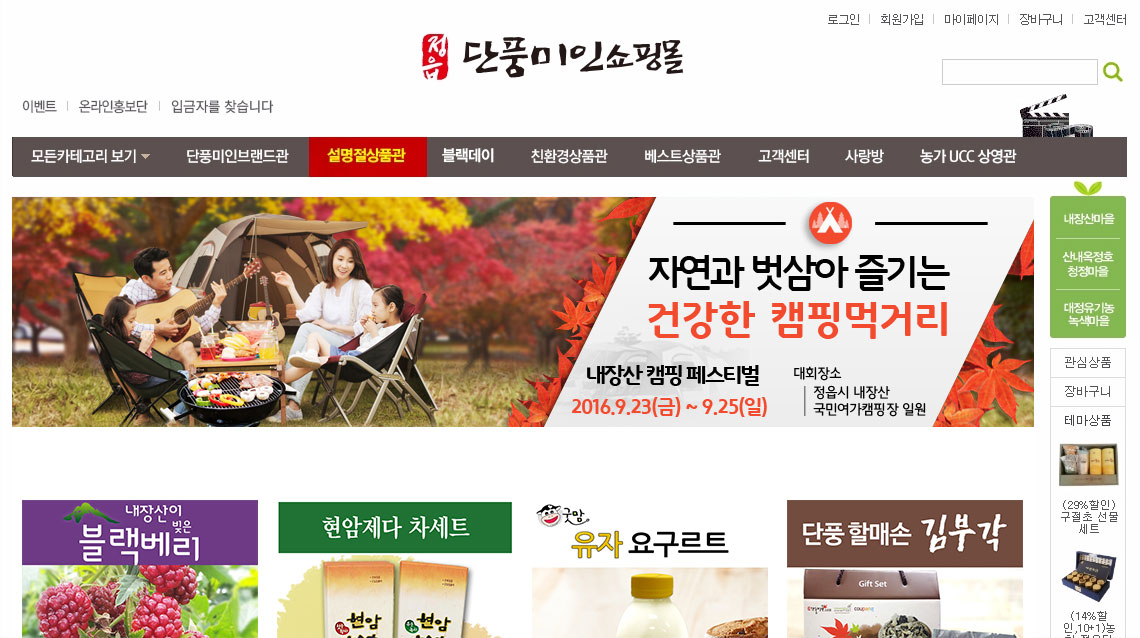 로그인 회원가입 마이페이지 장바구니 고객센터
정읍 단풍미인쇼핑몰
이벤트 온라인홍보단 입금자를 찾습니다
모든카테고리 보기 단풍미인브랜드관 설명절상품관 블랙데이 친환경상품관 베스트상품관 고객센터 사랑방 농가 UCC 상영관
자연과 벗삼아 즐기는
건강한 캠핑먹거리
내장산 캠핑 페스티벌
2016.9.23(금) ~ 9.25(일)
대회장소
정읍시 내장산
국민여가캠핑장 일원
내장산마을
산내옥정호
청정마을
대정유기농
녹색마을
관심상품
장바구니
테마상품
(29%할인)
구절초 선물
세트
(14%할
인,10+1)농
내장산이
빚은
블랙베리
현암제다 차세트
굿맘
유자 요구르트
단풍 할매손 김부각
현암
현암
Gift Set